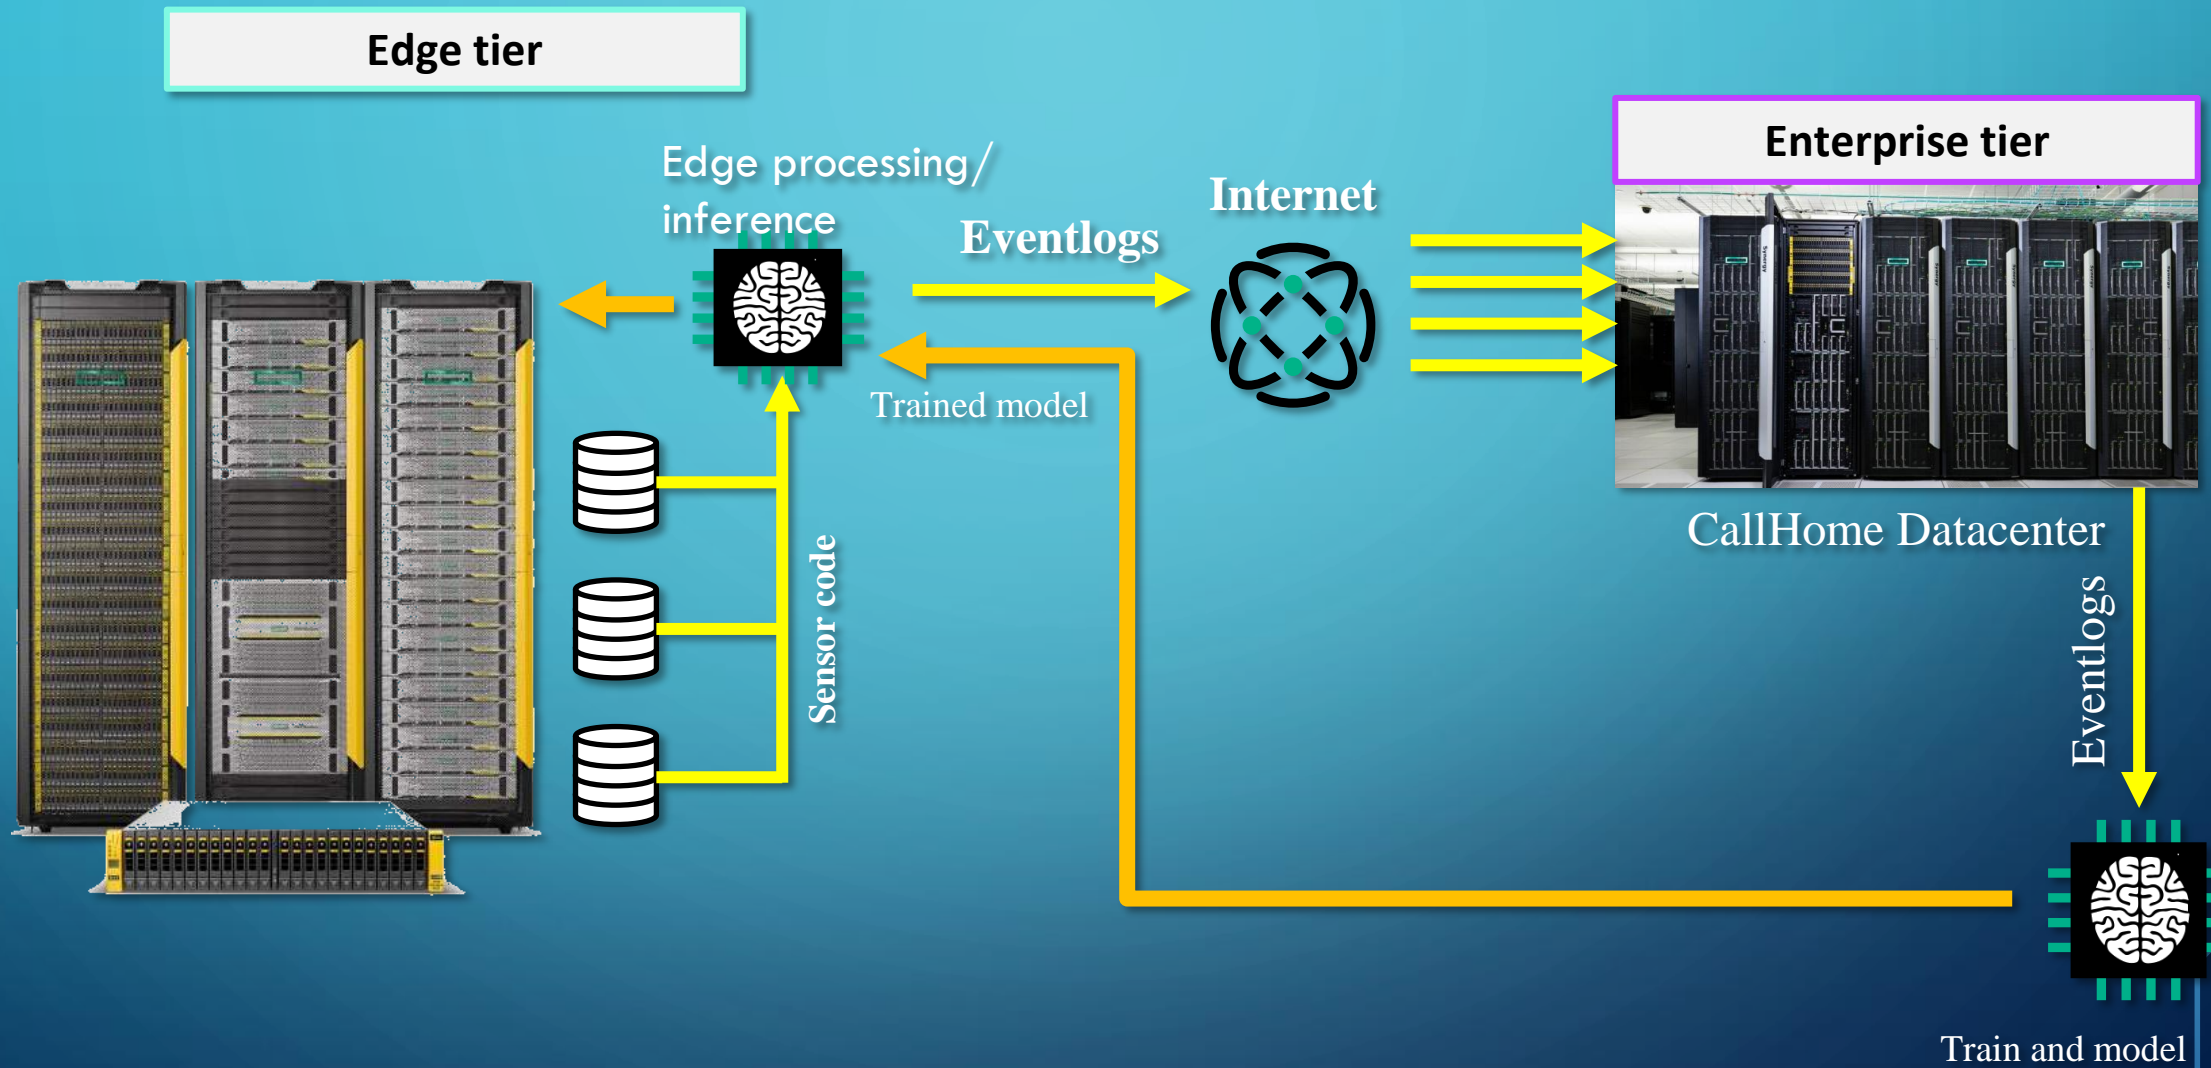 Edge tier
Enterprise tier
Edge processing/
inference
Internet
Eventlogs
Trained model
Sensor code
CallHome Datacenter
Eventlogs
Train and model